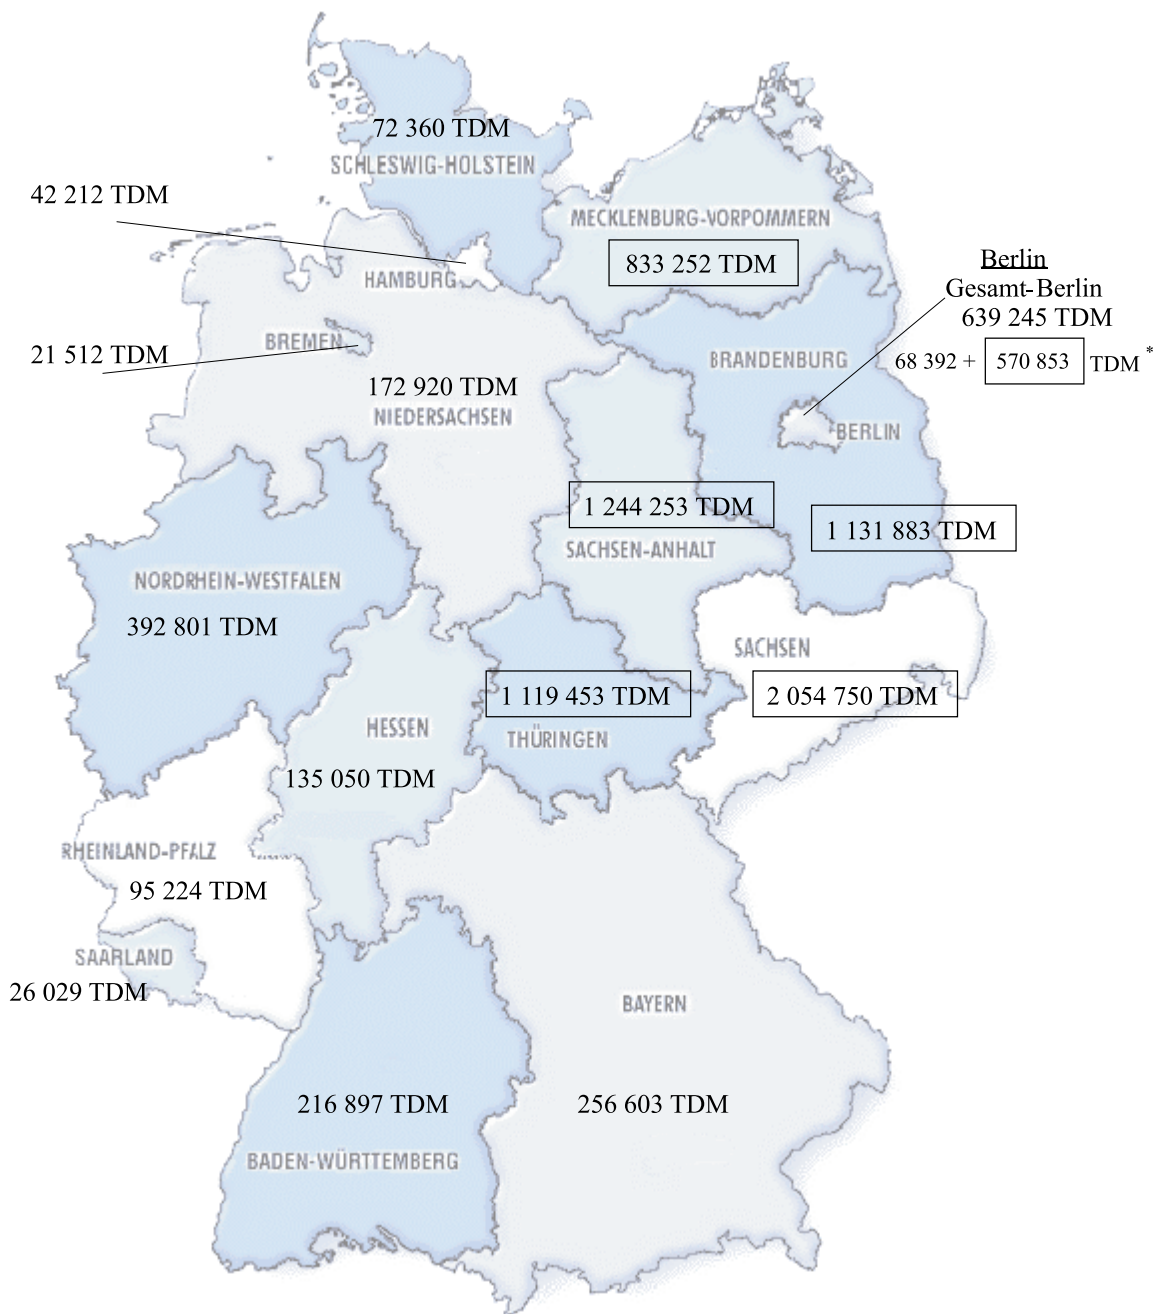 72 360 TDM
SCHLESWIG-HOLSTEIN
42 212 TDM
MECKLENBURG-VORPOMMERN
833 252 TDM
HAMBURG
Berlin
Gesamt-Berlin
639 245 TDM
68 392 + 570 853 TDM *
BREMEN
21 512 TDM
BRANDENBURG
172 920 TDM
NIEDERSACHSEN
BERLIN
1 244 253 TDM
SACHSEN-ANHALT
1 131 883 TDM
NORDRHEIN-WESTFALEN
392 801 TDM
SACHSEN
2 054 750 TDM
1 119 453 TDM
THÜRINGEN
HESSEN
135 050 TDM
RHEINLAND-PFALZ
95 224 TDM
SAARLAND
26 029 TDM
BAYERN
256 603 TDM
216 897 TDM
BADEN-WÜRTTEMBERG